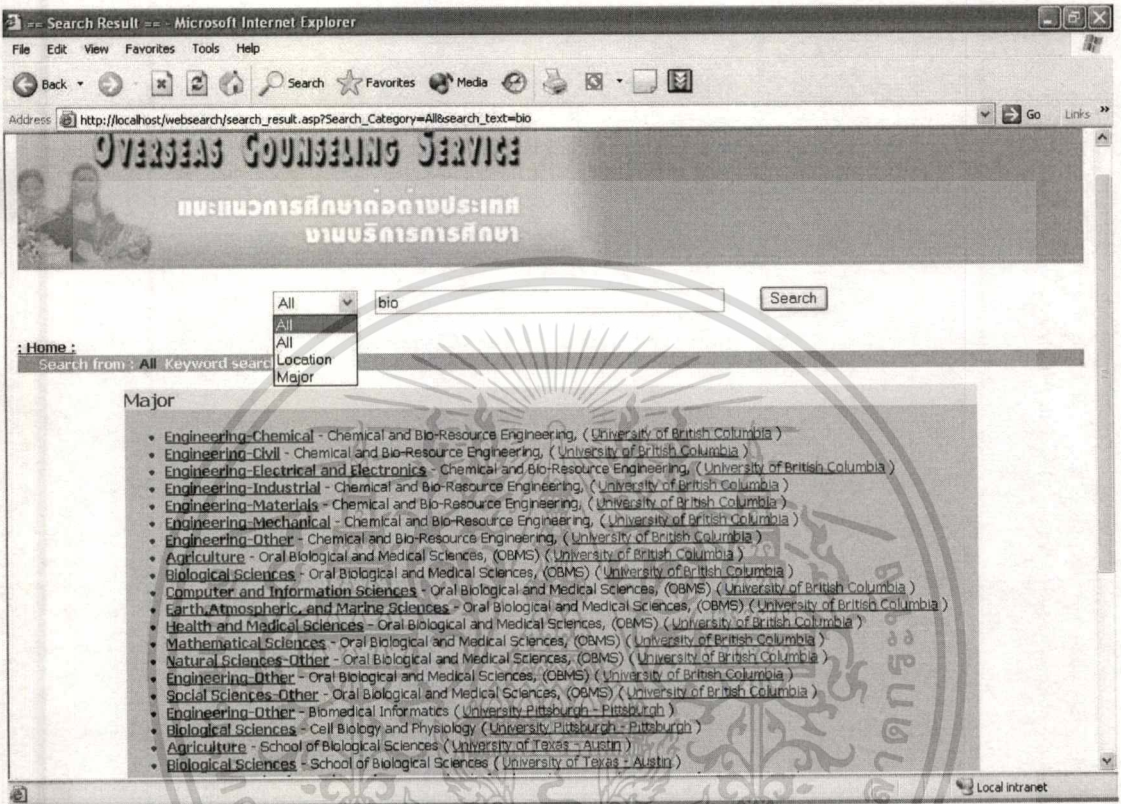 == Search Result == - Microsoft Internet Explorer
File Edit View Favorites Tools Help
Back Search Favorites Media
Address http://localhost/websearch/search_result.asp?Search_Category=All&search_text=bio Go Links »
OVERSEAS COUNSELING SERVICE
แนะแนวการศึกษาต่อต่างประเทศ
งานบริการการศึกษา
All bio Search
All
All
Location
Major
: Home :
Search from : All Keyword searc
Major
• Engineering-Chemical - Chemical and Bio-Resource Engineering, ( University of British Columbia )
• Engineering-Civil - Chemical and Bio-Resource Engineering, ( University of British Columbia )
• Engineering-Electrical and Electronics - Chemical and Bio-Resource Engineering, ( University of British Columbia )
• Engineering-Industrial - Chemical and Bio-Resource Engineering, ( University of British Columbia )
• Engineering-Materials - Chemical and Bio-Resource Engineering, ( University of British Columbia )
• Engineering-Mechanical - Chemical and Bio-Resource Engineering, ( University of British Columbia )
• Engineering-Other - Chemical and Bio-Resource Engineering, ( University of British Columbia )
• Agriculture - Oral Biological and Medical Sciences, (OBMS) ( University of British Columbia )
• Biological Sciences - Oral Biological and Medical Sciences, (OBMS) ( University of British Columbia )
• Computer and Information Sciences - Oral Biological and Medical Sciences, (OBMS) ( University of British Columbia )
• Earth,Atmospheric, and Marine Sciences - Oral Biological and Medical Sciences, (OBMS) ( University of British Columbia )
• Health and Medical Sciences - Oral Biological and Medical Sciences, (OBMS) ( University of British Columbia )
• Mathematical Sciences - Oral Biological and Medical Sciences, (OBMS) ( University of British Columbia )
• Natural Sciences-Other - Oral Biological and Medical Sciences, (OBMS) ( University of British Columbia )
• Engineering-Other - Oral Biological and Medical Sciences, (OBMS) ( University of British Columbia )
• Social Sciences-Other - Oral Biological and Medical Sciences, (OBMS) ( University of British Columbia )
• Engineering-Other - Biomedical Informatics ( University Pittsburgh - Pittsburgh )
• Biological Sciences - Cell Biology and Physiology ( University Pittsburgh - Pittsburgh )
• Agriculture - School of Biological Sciences ( University of Texas - Austin )
• Biological Sciences - School of Biological Sciences ( University of Texas - Austin )
Local intranet